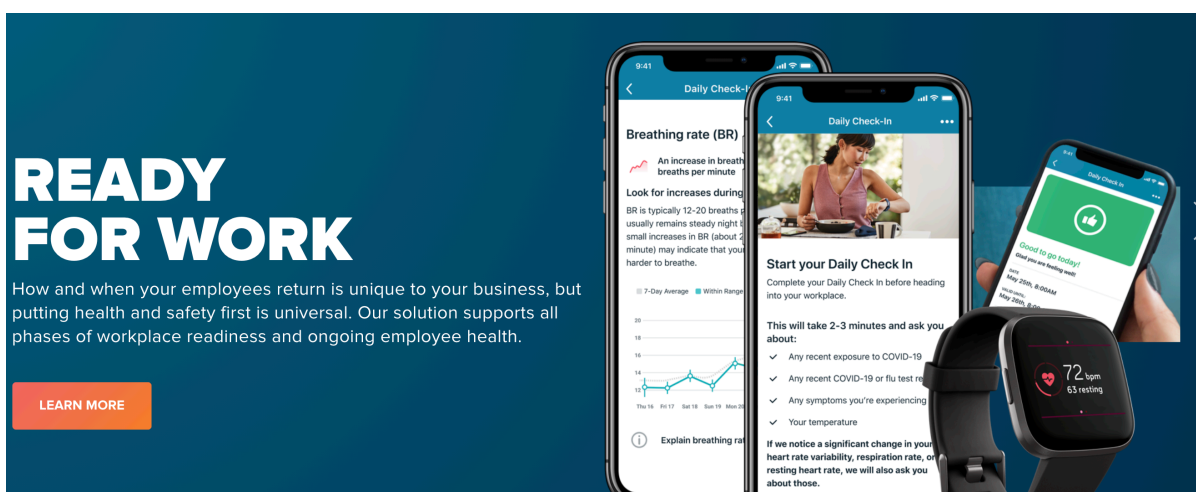 READY
FOR WORK
How and when your employees return is unique to your business, but
putting health and safety first is universal. Our solution supports all
phases of workplace readiness and ongoing employee health.
LEARN MORE
9:41
Daily Check-I
Breathing rate (BR)
An increase in breath
breaths per minute
Look for increases during
BR is typically 12-20 breaths p
usually remains steady night
small increases in BR (about 2
minute) may indicate that your
harder to breathe.
7-Day Average
Within Range
20
18
16
14
12
Thu 16 Fri 17 Sat 18 Sun 19 Mon 20
Explain breathing rat
9:41
Daily Check-In
Start your Daily Check In
Complete your Daily Check In before heading
into your workplace.
This will take 2-3 minutes and ask you
about:
Any recent exposure to COVID-19
Any recent COVID-19 or flu test re
Any symptoms you're experiencing
Your temperature
If we notice a significant change in your
heart rate variability, respiration rate, or
resting heart rate, we will also ask you
about those.
9:41
Daily Check In
Good to go today!
Glad you are feeling well!
DATE
May 25th, 8:00AM
VALID UNTIL:
May 26th, 8:00
72 bpm
63 resting